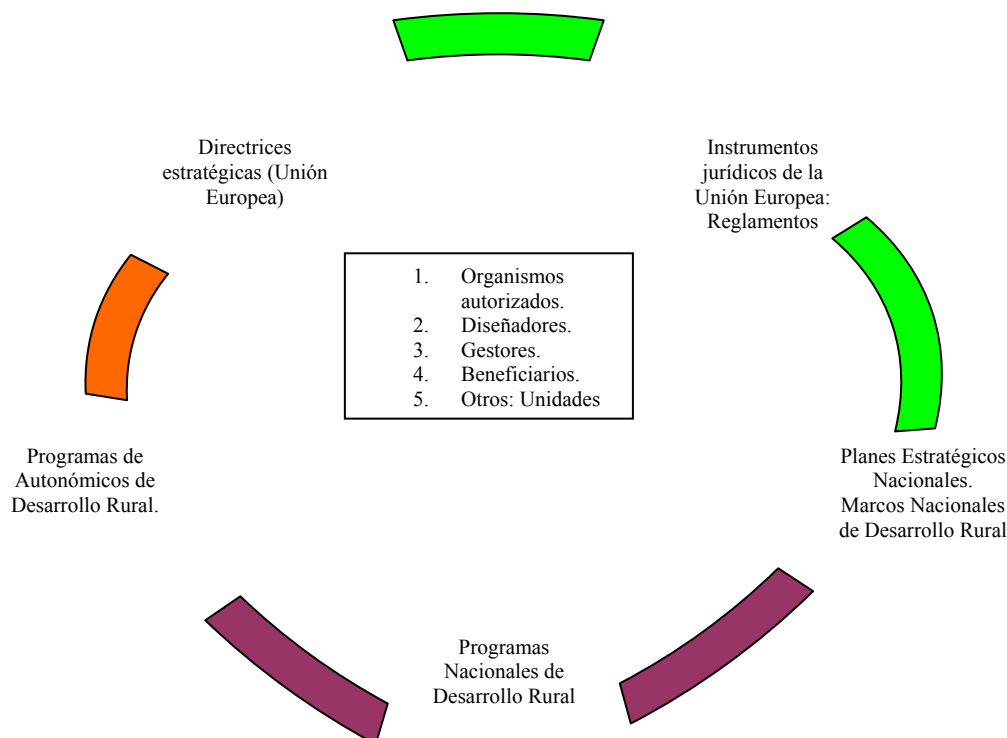 Directrices
estratégicas (Unión
Europea)
Instrumentos
jurídicos de la
Unión Europea:
Reglamentos
1. Organismos
autorizados.
2. Diseñadores.
3. Gestores.
4. Beneficiarios.
5. Otros: Unidades
Programas de
Autonómicos de
Desarrollo Rural.
Planes Estratégicos
Nacionales.
Marcos Nacionales
de Desarrollo Rural
Programas
Nacionales de
Desarrollo Rural